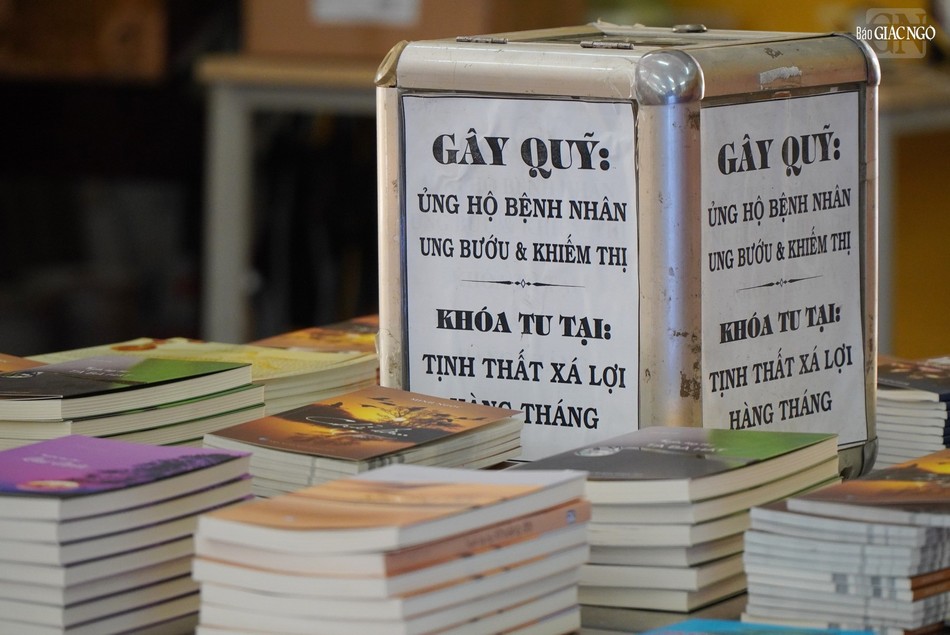 Báo GIÁC NGỘ
GÂY QUỸ:
ỦNG HỘ BỆNH NHÂN
UNG BƯỚU & KHIẾM THỊ
KHÓA TU TẠI:
TỊNH THẤT XÁ LỢI
HÀNG THÁNG
GÂY QUỸ:
ỦNG HỘ BỆNH NHÂN
UNG BƯỚU & KHIẾM THỊ
KHÓA TU TẠI:
TỊNH THẤT XÁ LỢI
HÀNG THÁNG